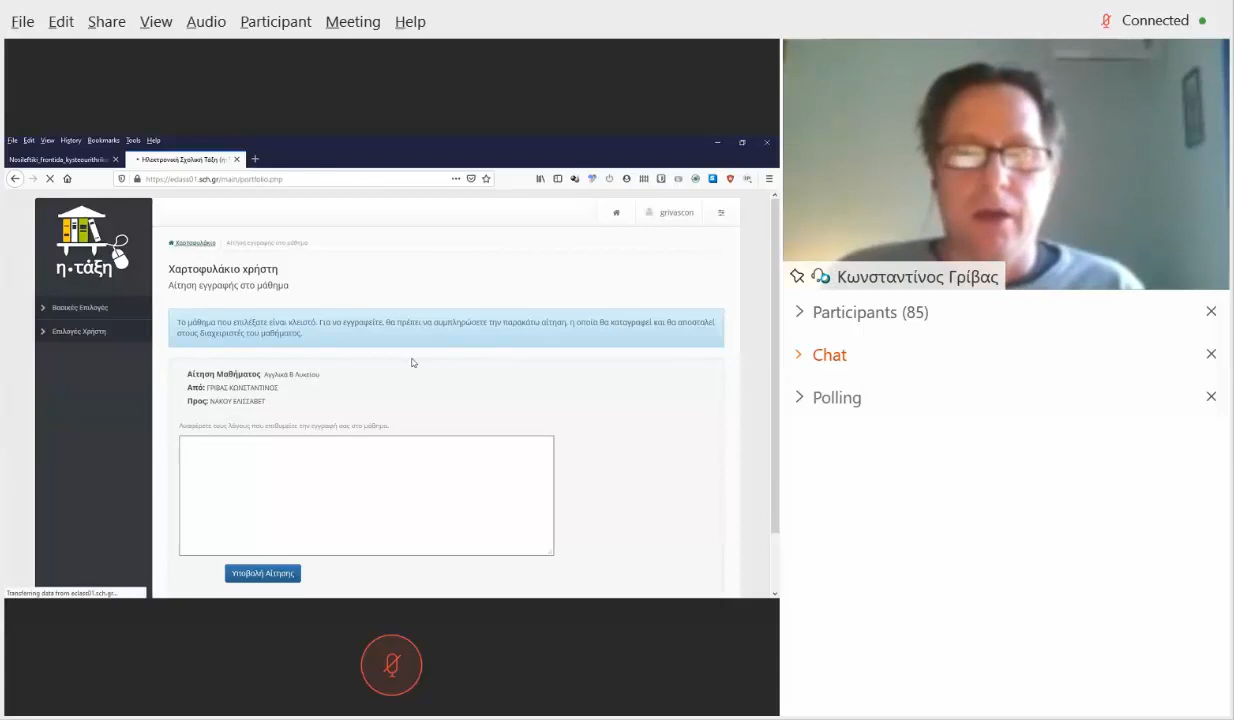 File Edit Share View Audio Participant Meeting Help
Connected
File Edit View History Bookmarks Tools Help
Nosileftiki_frontida_kysteourithrike
Ηλεκτρονική Σχολική Τάξη (η-
https://eclass01.sch.gr/main/portfolio.php
grivascon
η·τάξη
Χαρτοφυλάκιο Αίτηση εγγραφής στο μάθημα
Βασικές Επιλογές
Επιλογές Χρήστη
Χαρτοφυλάκιο χρήστη
Αίτηση εγγραφής στο μάθημα
Το μάθημα που επιλέξατε είναι κλειστό. Για να εγγραφείτε, θα πρέπει να συμπληρώσετε την παρακάτω αίτηση, η οποία θα καταγραφεί και θα αποσταλεί
στους διαχειριστές του μαθήματος.
Αίτηση Μαθήματος Αγγλικά Β Λυκείου
Από: ΓΡΙΒΑΣ ΚΩΝΣΤΑΝΤΙΝΟΣ
Προς: ΝΑΚΟΥ ΕΛΙΣΣΑΒΕΤ
Αναφέρετε τους λόγους που επιθυμείτε την εγγραφή σας στο μάθημα.
Υποβολή Αίτησης
Transferring data from eclass01.sch.gr...
Κωνσταντίνος Γρίβας
Participants (85)
Chat
Polling